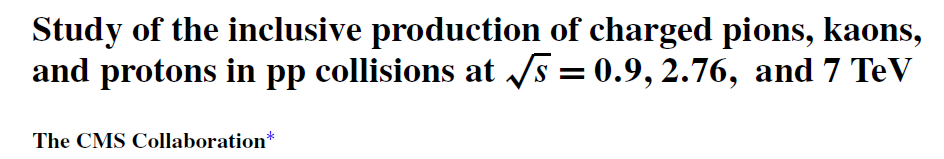 Study of the inclusive production of charged pions, kaons,
and protons in pp collisions at √s = 0.9, 2.76, and 7 TeV
The CMS Collaboration*